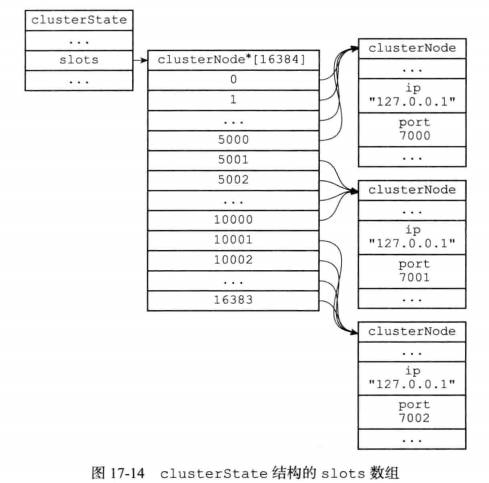 clusterState
...
slots
...
clusterNode*[16384]
0
1
...
5000
5001
5002
...
10000
10001
10002
...
16383
clusterNode
...
ip
"127.0.0.1"
port
7000
...
clusterNode
...
ip
"127.0.0.1"
port
7001
...
clusterNode
...
ip
"127.0.0.1"
port
7002
...
图 17-14 clusterState 结构的 slots 数组